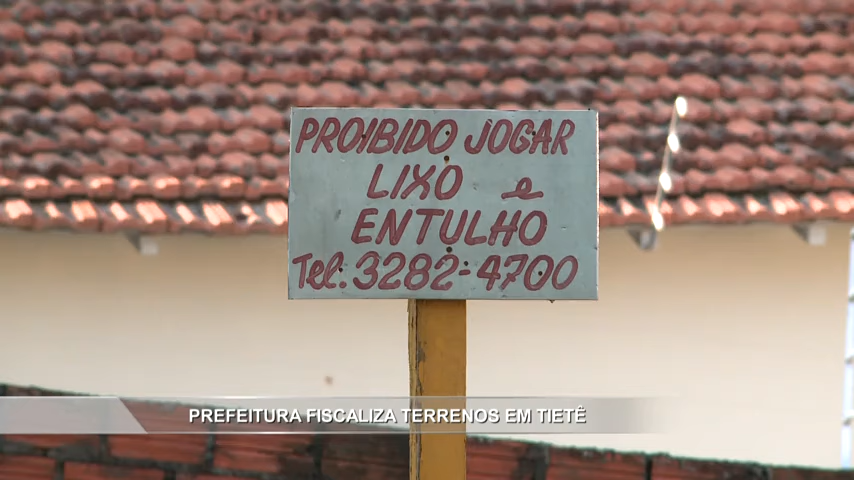 PROIBIDO JOGAR
LIXO e
ENTULHO
Tel. 3282-4700
PREFEITURA FISCALIZA TERRENOS EM TIETÊ